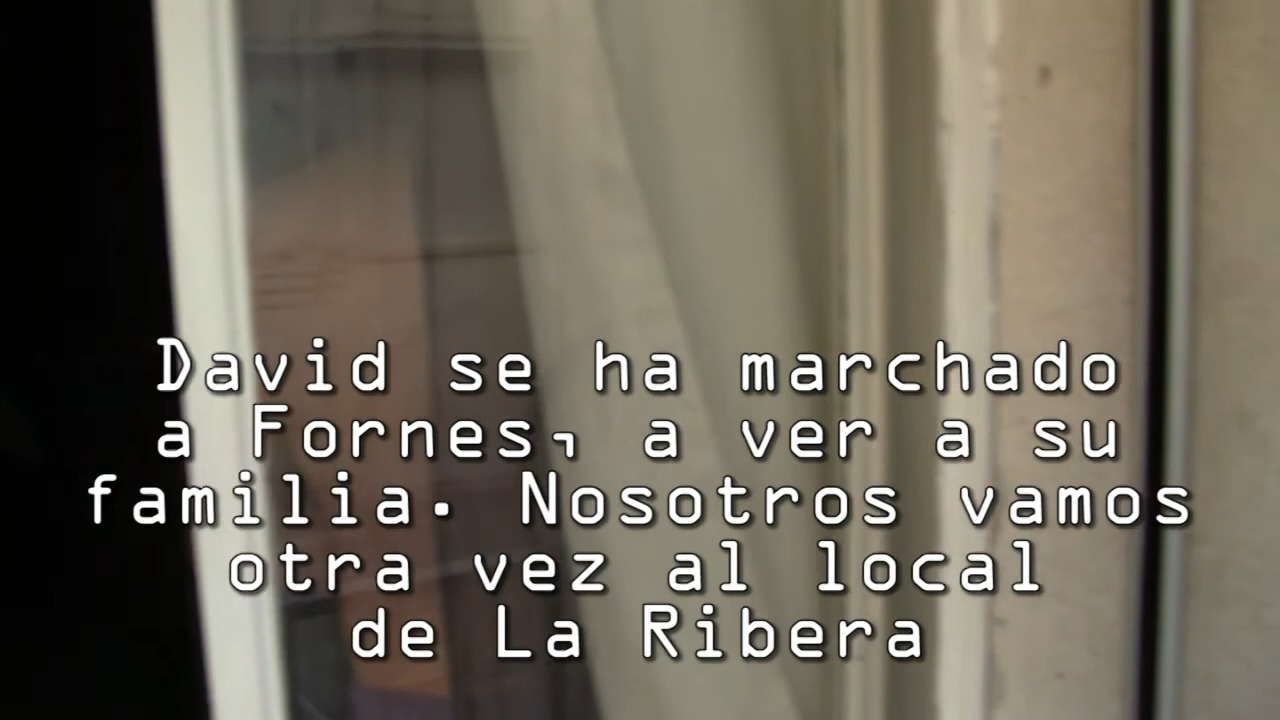 David se ha marchado
a Fornes, a ver a su
familia. Nosotros vamos
otra vez al local
de La Ribera